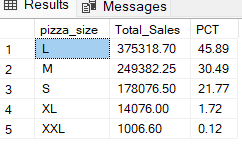 Results Messages
pizza_size Total_Sales PCT
1 L 375318.70 45.89
2 M 249382.25 30.49
3 S 178076.50 21.77
4 XL 14076.00 1.72
5 XXL 1006.60 0.12